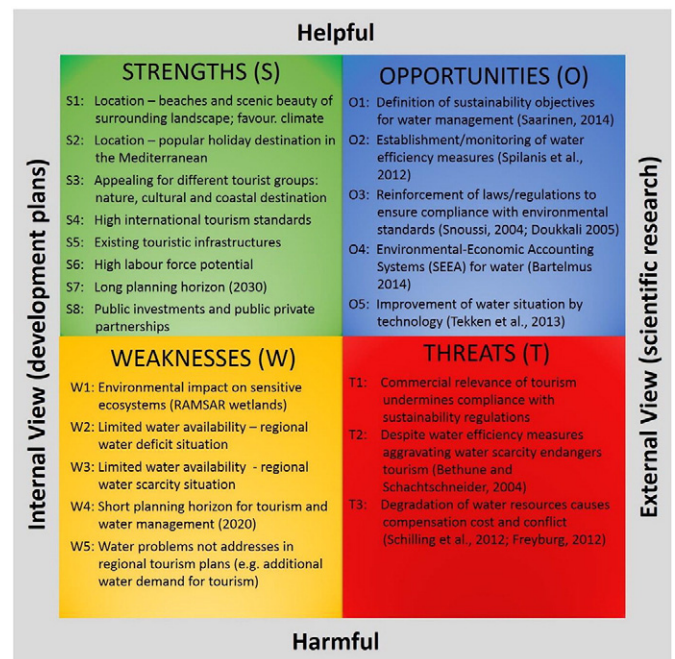 Helpful
Internal View (development plans)
STRENGTHS (S)
S1: Location – beaches and scenic beauty of
surrounding landscape; favour. climate
S2: Location – popular holiday destination in
the Mediterranean
S3: Appealing for different tourist groups:
nature, cultural and coastal destination
S4: High international tourism standards
S5: Existing touristic infrastructures
S6: High labour force potential
S7: Long planning horizon (2030)
S8: Public investments and public private
partnerships
OPPORTUNITIES (O)
O1: Definition of sustainability objectives
for water management (Saarinen, 2014)
O2: Establishment/monitoring of water
efficiency measures (Spilanis et al.,
2012)
O3: Reinforcement of laws/regulations to
ensure compliance with environmental
standards (Snoussi, 2004; Doukkali 2005)
O4: Environmental-Economic Accounting
Systems (SEEA) for water (Bartelmus
2014)
O5: Improvement of water situation by
technology (Tekken et al., 2013)
WEAKNESSES (W)
W1: Environmental impact on sensitive
ecosystems (RAMSAR wetlands)
W2: Limited water availability – regional
water deficit situation
W3: Limited water availability - regional
water scarcity situation
W4: Short planning horizon for tourism and
water management (2020)
W5: Water problems not addresses in
regional tourism plans (e.g. additional
water demand for tourism)
THREATS (T)
T1: Commercial relevance of tourism
undermines compliance with
sustainability regulations
T2: Despite water efficiency measures
aggravating water scarcity endangers
tourism (Bethune and
Schachtschneider, 2004)
T3: Degradation of water resources causes
compensation cost and conflict
(Schilling et al., 2012; Freyburg, 2012)
External View (scientific research)
Harmful